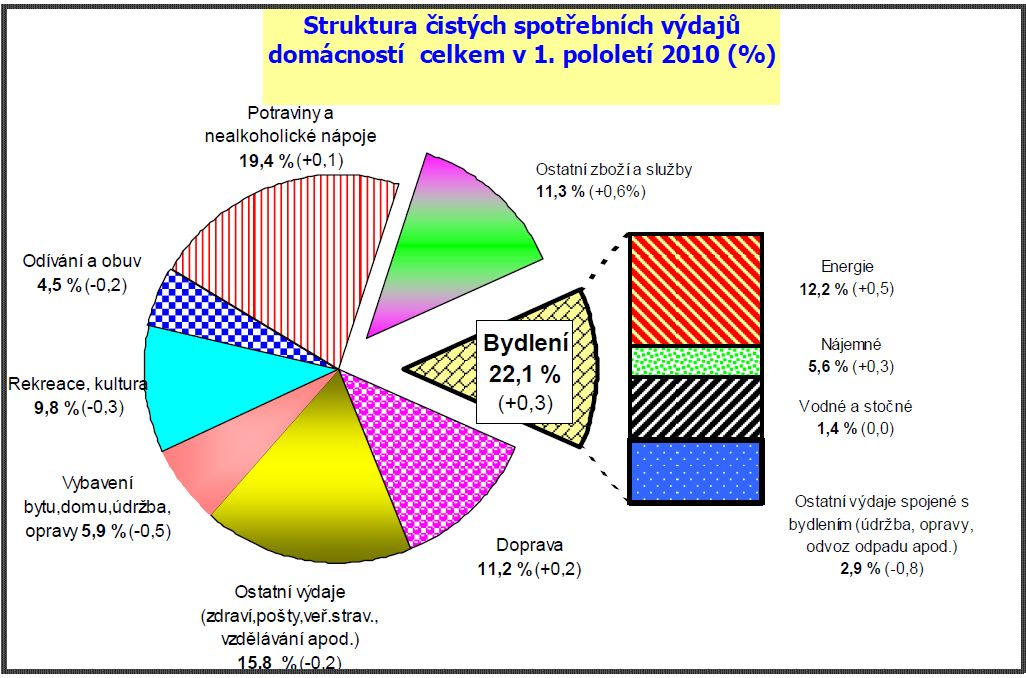 Struktura čistých spotřebních výdajů
domácností celkem v 1. pololetí 2010 (%)
Potraviny a
nealkoholické nápoje
19,4 % (+0,1)
Ostatní zboží a služby
11,3 % (+0,6%)
Odívání a obuv
4,5 % (-0,2)
Energie
12,2 % (+0,5)
Bydlení
22,1 %
(+0,3)
Nájemné
5,6 % (+0,3)
Rekreace, kultura
9,8 % (-0,3)
Vodné a stočné
1,4 % (0,0)
Vybavení
bytu,domu,údržba,
opravy 5,9 % (-0,5)
Ostatní výdaje spojené s
bydlením (údržba, opravy,
odvoz odpadu apod.)
2,9 % (-0,8)
Doprava
11,2 % (+0,2)
Ostatní výdaje
(zdraví,pošty,veř.strav.,
vzdělávání apod.)
15,8 % (-0,2)